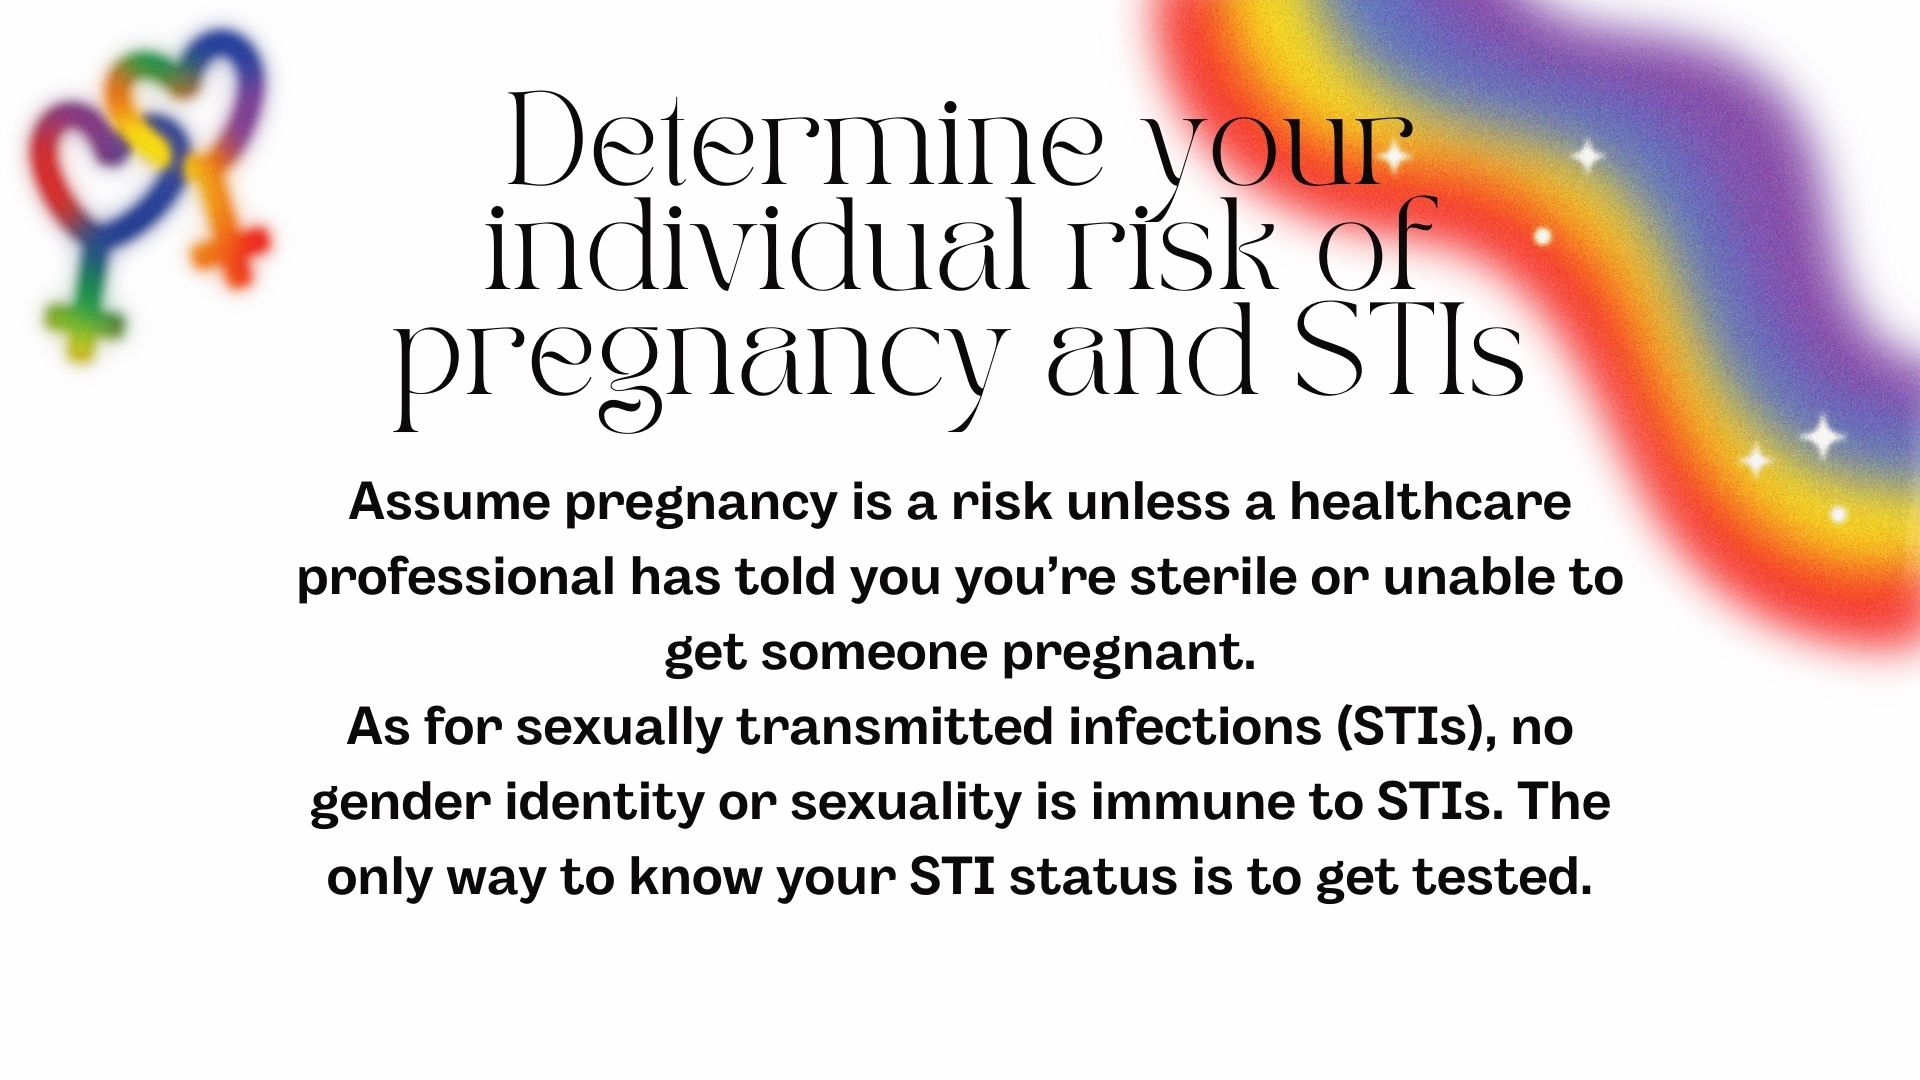 Determine your
individual risk of
pregnancy and STIs
Assume pregnancy is a risk unless a healthcare
professional has told you you’re sterile or unable to
get someone pregnant.
As for sexually transmitted infections (STIs), no
gender identity or sexuality is immune to STIs. The
only way to know your STI status is to get tested.